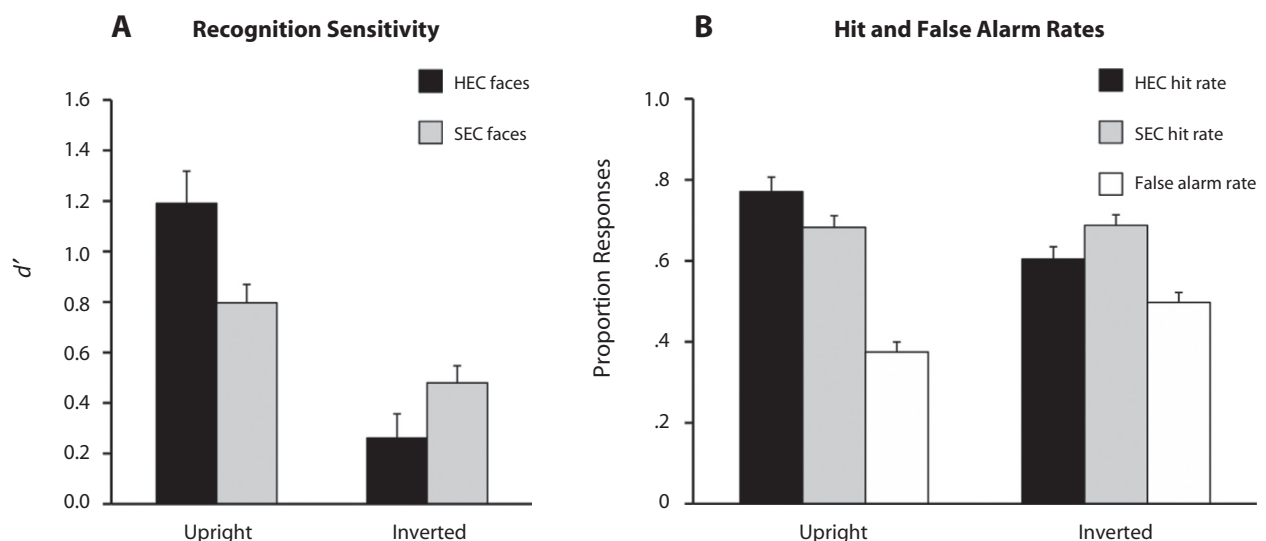 A Recognition Sensitivity
HEC faces
SEC faces
1.6
1.4
1.2
1.0
0.8
0.6
0.4
0.2
0.0
d′
Upright
Inverted
B Hit and False Alarm Rates
HEC hit rate
SEC hit rate
False alarm rate
1.0
.8
.6
.4
.2
0
Proportion Responses
Upright
Inverted